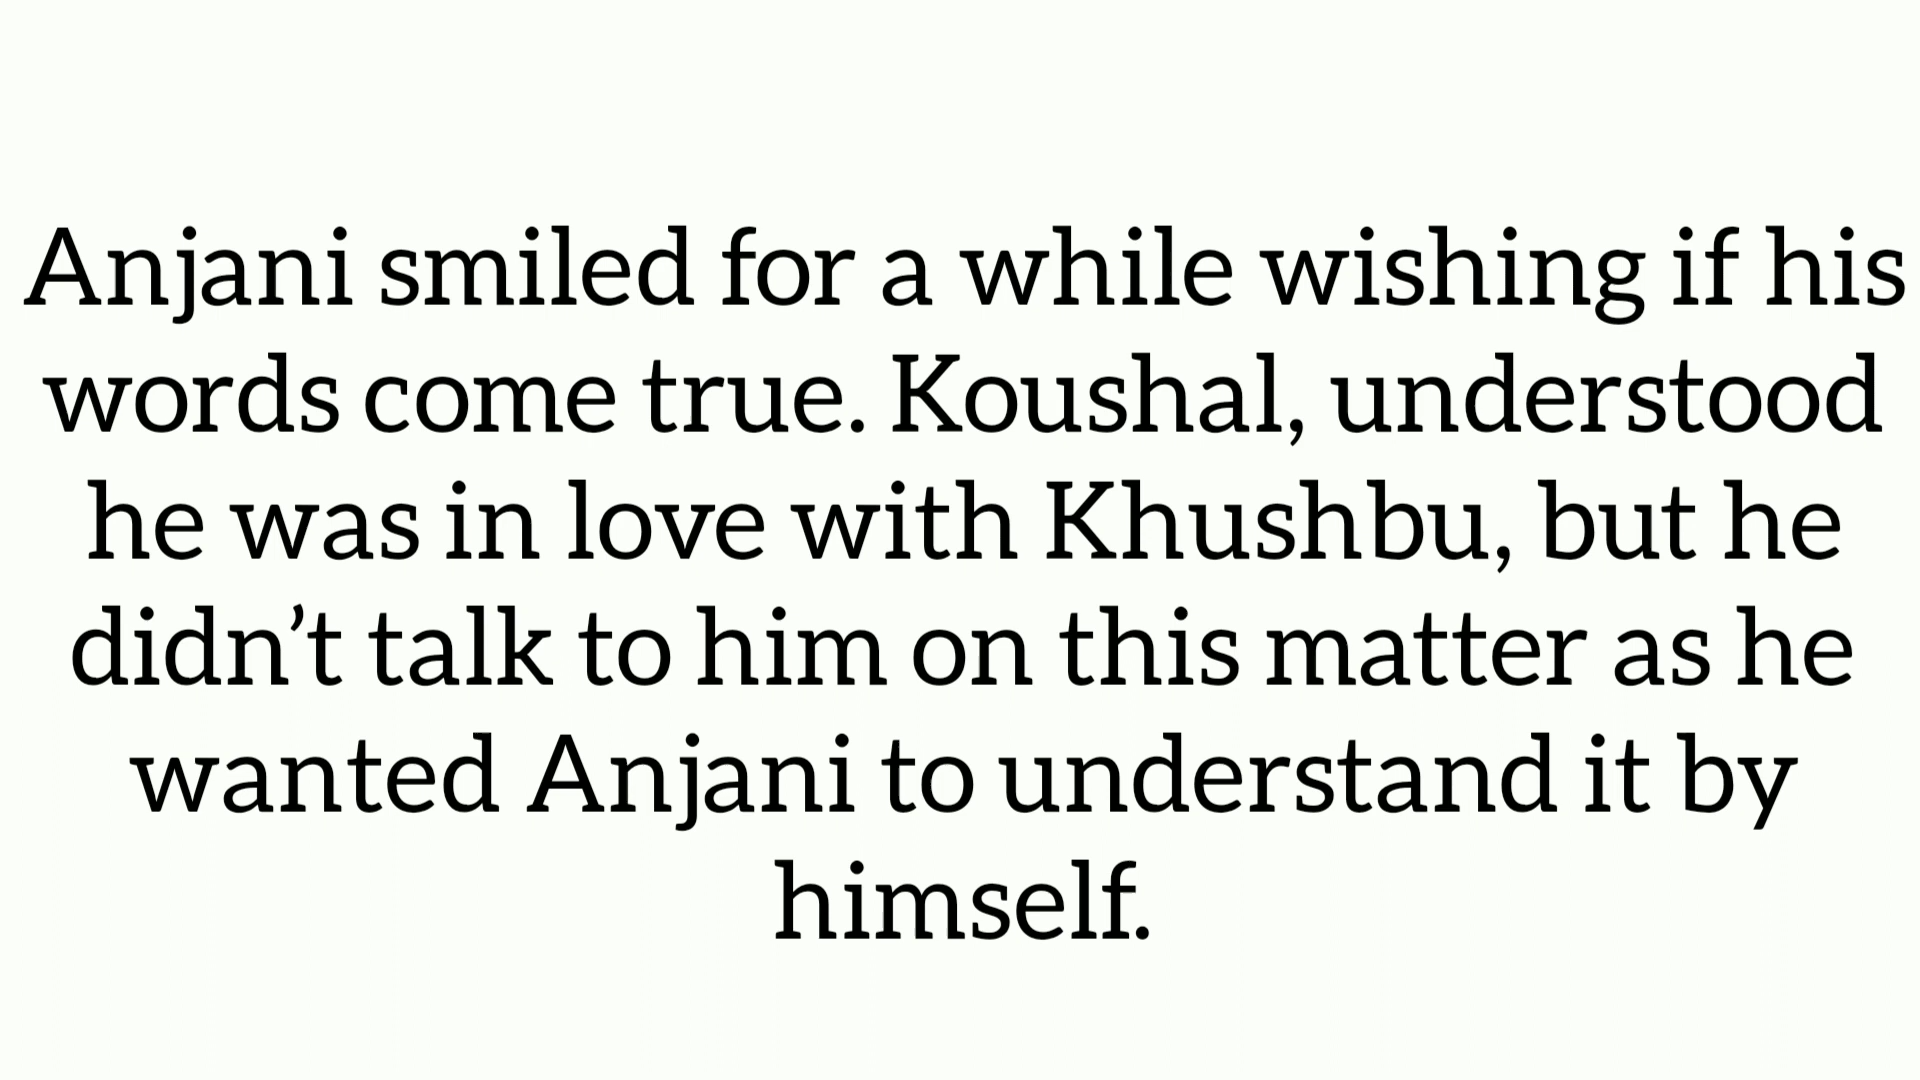 Anjani smiled for a while wishing if his
words come true. Koushal, understood
he was in love with Khushbu, but he
didn’t talk to him on this matter as he
wanted Anjani to understand it by
himself.